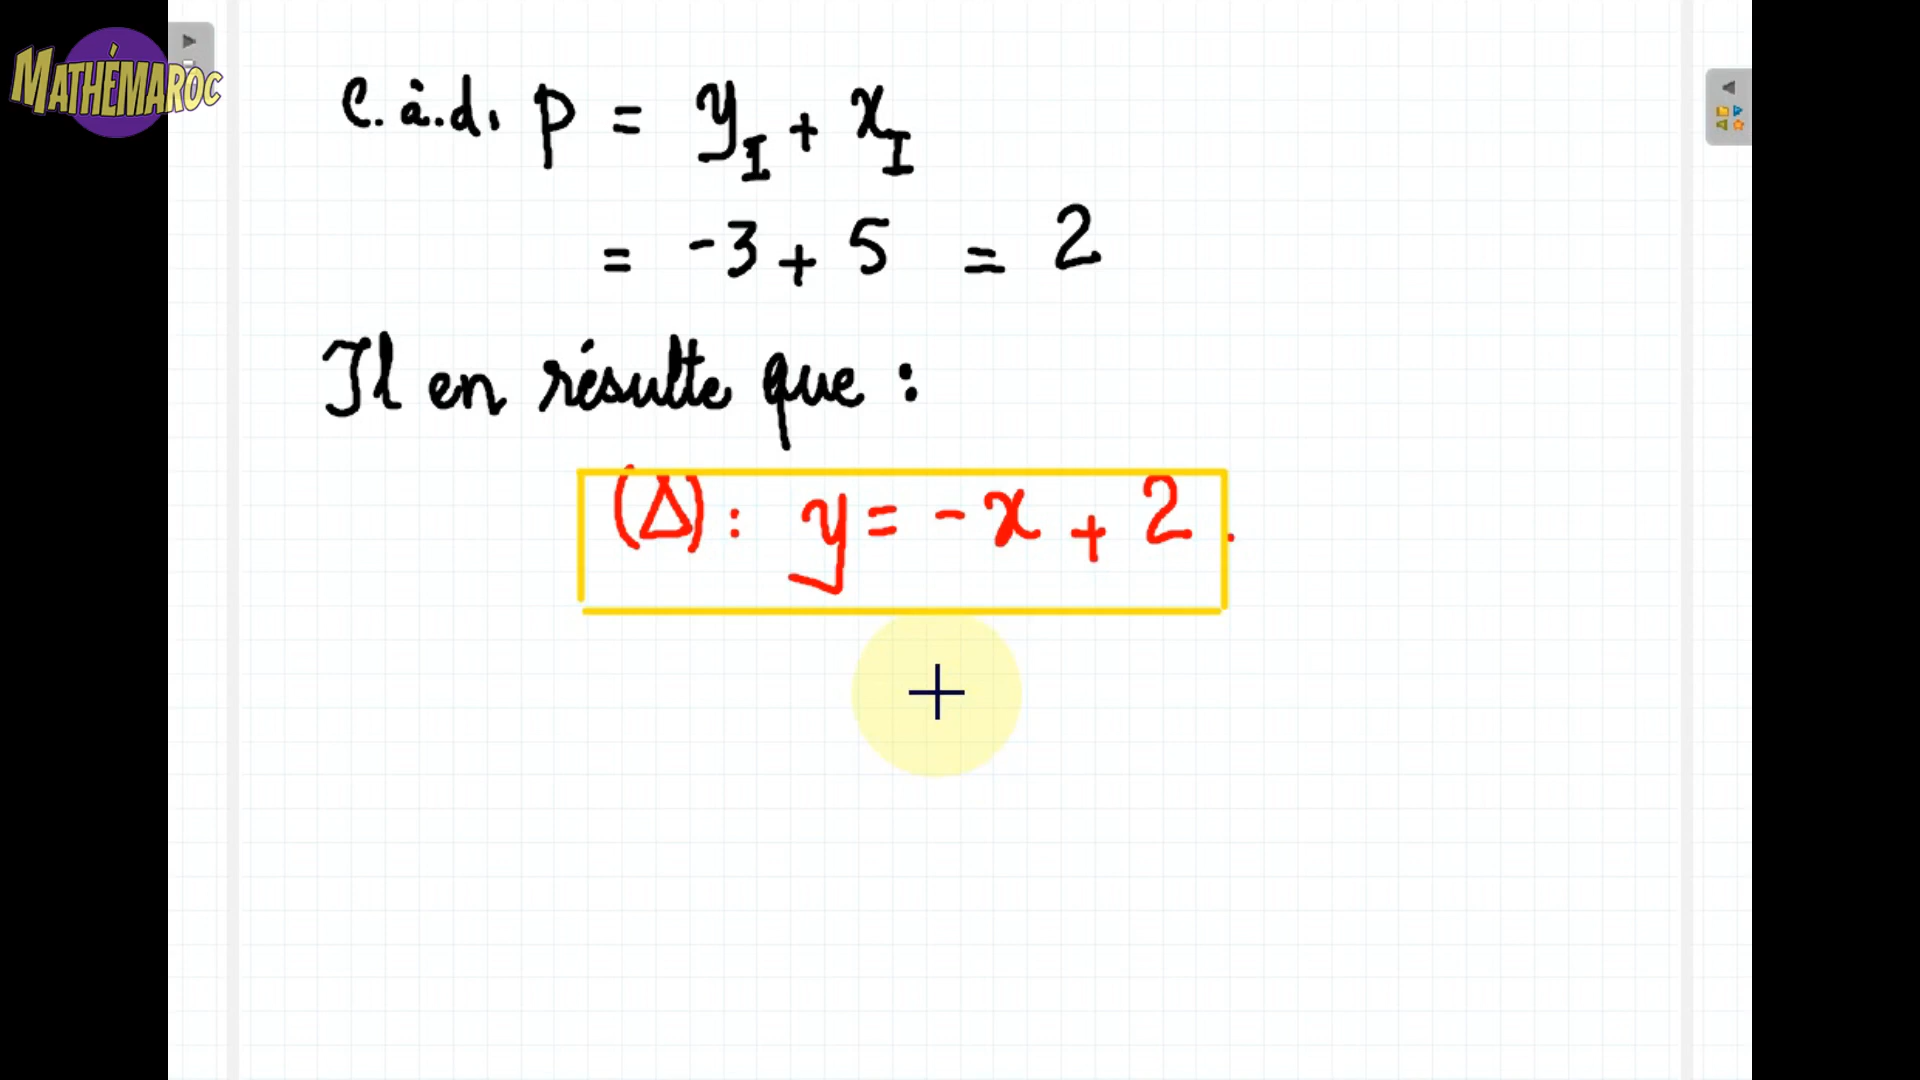 MATHÉMAROC
c.à.d. p = y_I + x_I
= -3 + 5 = 2
Il en résulte que :
(Δ): y = -x + 2.